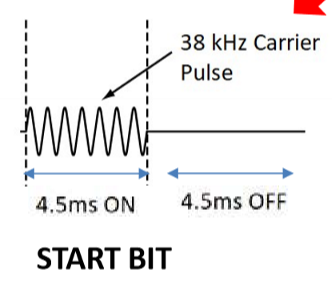 38 kHz Carrier
Pulse
4.5ms ON
4.5ms OFF
START BIT